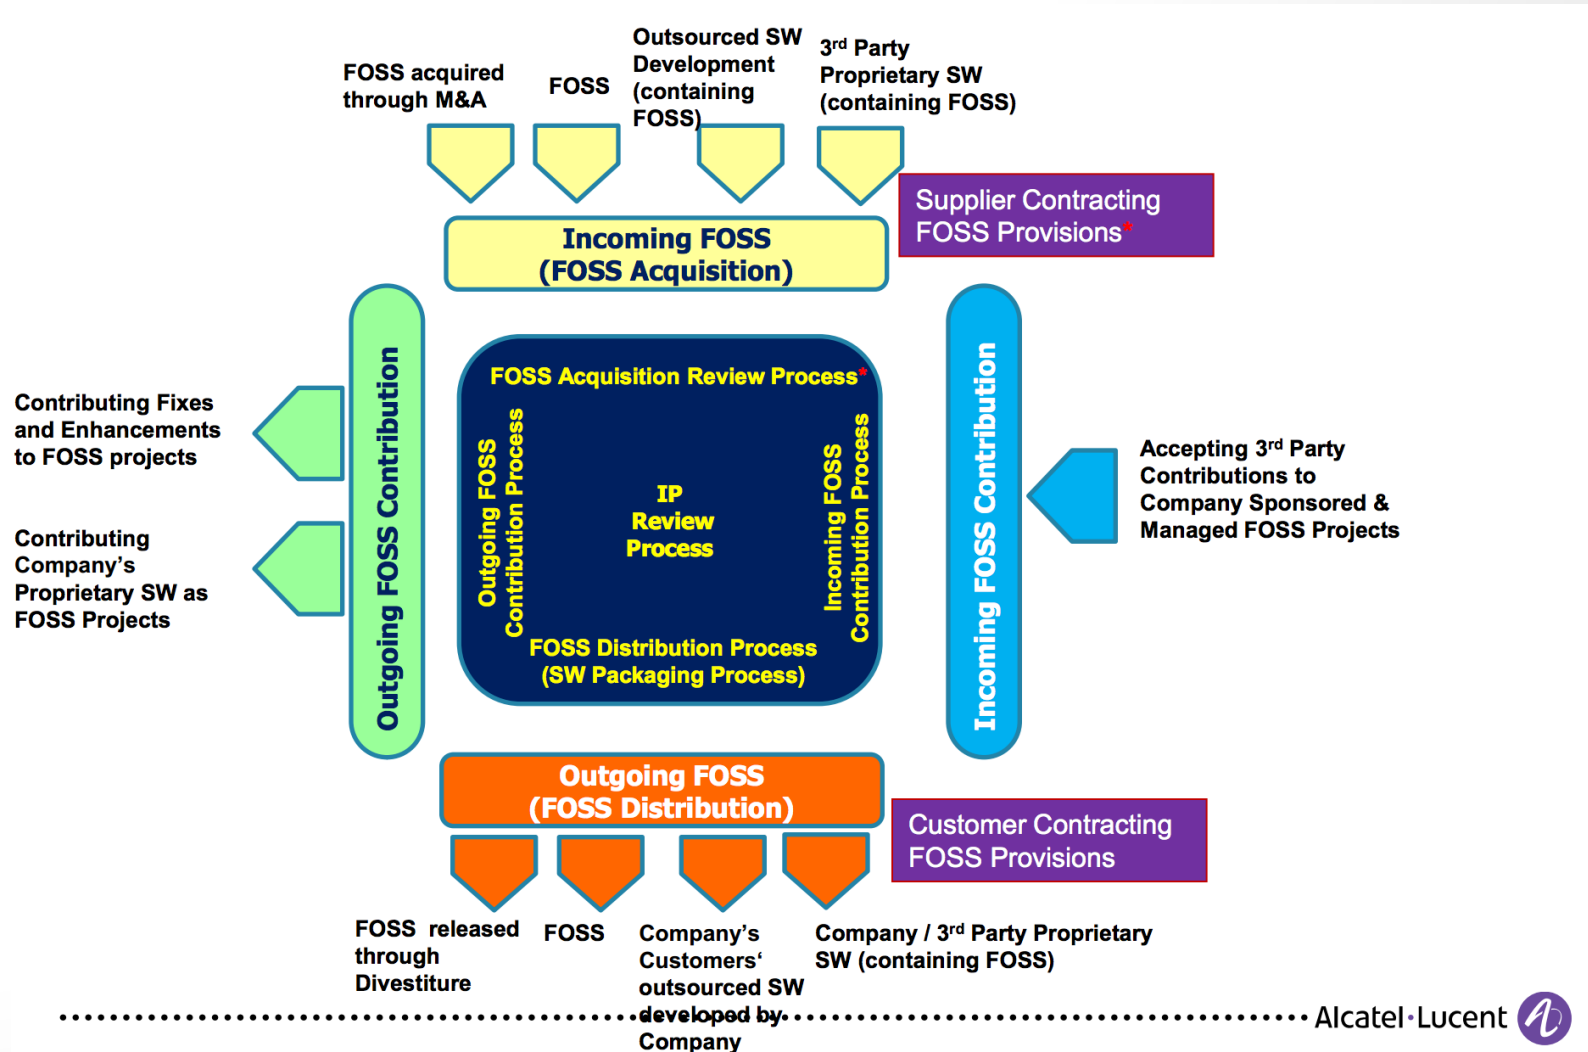 FOSS acquired
through M&A
FOSS
Outsourced SW
Development
(containing
FOSS)
3rd Party
Proprietary SW
(containing FOSS)
Supplier Contracting
FOSS Provisions*
Incoming FOSS
(FOSS Acquisition)
Outgoing FOSS Contribution
Contributing Fixes
and Enhancements
to FOSS projects
Contributing
Company’s
Proprietary SW as
FOSS Projects
FOSS Acquisition Review Process*
Outgoing FOSS
Contribution Process
IP
Review
Process
Incoming FOSS
Contribution Process
FOSS Distribution Process
(SW Packaging Process)
Incoming FOSS Contribution
Accepting 3rd Party
Contributions to
Company Sponsored &
Managed FOSS Projects
Outgoing FOSS
(FOSS Distribution)
Customer Contracting
FOSS Provisions
FOSS released
through
Divestiture
FOSS
Company’s
Customers‘
outsourced SW
developed by
Company
Company / 3rd Party Proprietary
SW (containing FOSS)
Alcatel·Lucent